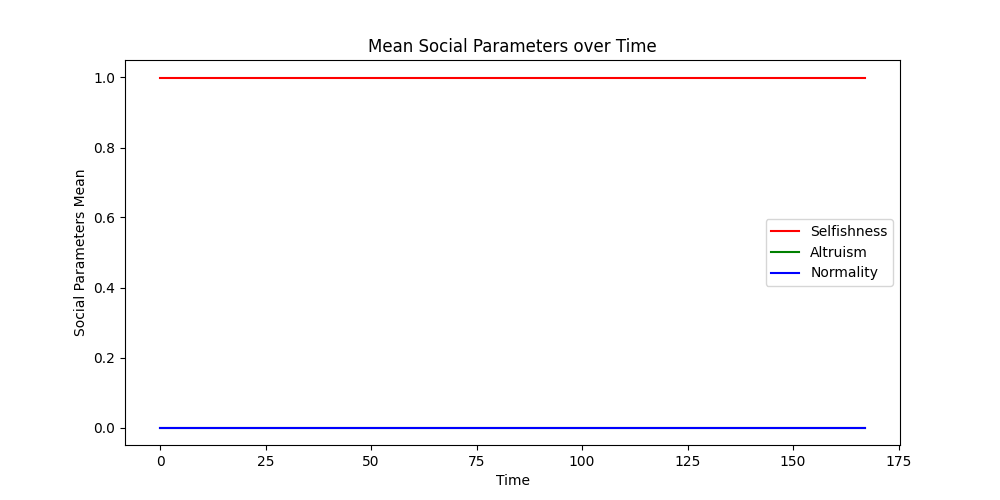 Mean Social Parameters over Time
1.0
0.8
0.6
0.4
0.2
0.0
Social Parameters Mean
Selfishness
Altruism
Normality
0 25 50 75 100 125 150 175
Time